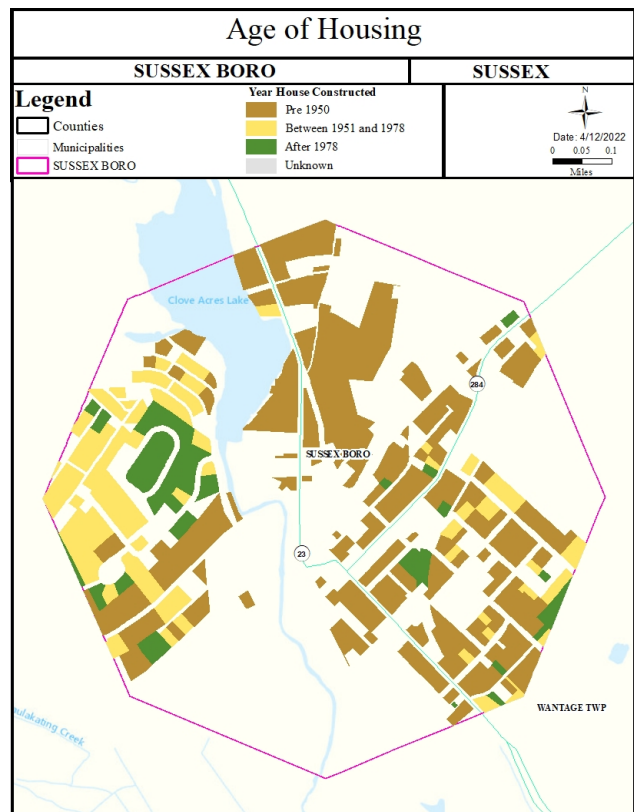 Age of Housing
SUSSEX BORO
SUSSEX
Legend
Counties
Municipalities
SUSSEX BORO
Year House Constructed
Pre 1950
Between 1951 and 1978
After 1978
Unknown
N
Date: 4/12/2022
0 0.05 0.1
Miles
Clove Acres Lake
284
SUSSEX BORO
23
WANTAGE TWP
aulakating Creek